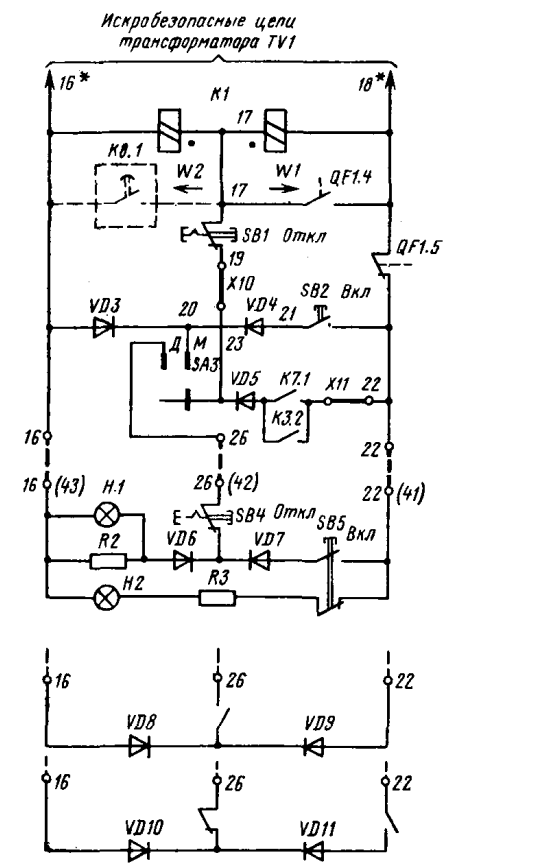 Искробезопасные цепи
трансформатора TV1
16*
18*
K1
17
K8.1
W2
W1
QF1.4
17
SB1 Откл
QF1.5
19
X10
SB2 Вкл
VD3
20
VD4
21
Д
М
23
SA3
VD5
K7.1
X11
22
K3.2
16
26
22
16
(43)
26
(42)
22
(41)
H.1
SB4 Откл
SB5
Вкл
R2
VD6
VD7
H2
R3
16
26
22
VD8
VD9
16
26
22
VD10
VD11